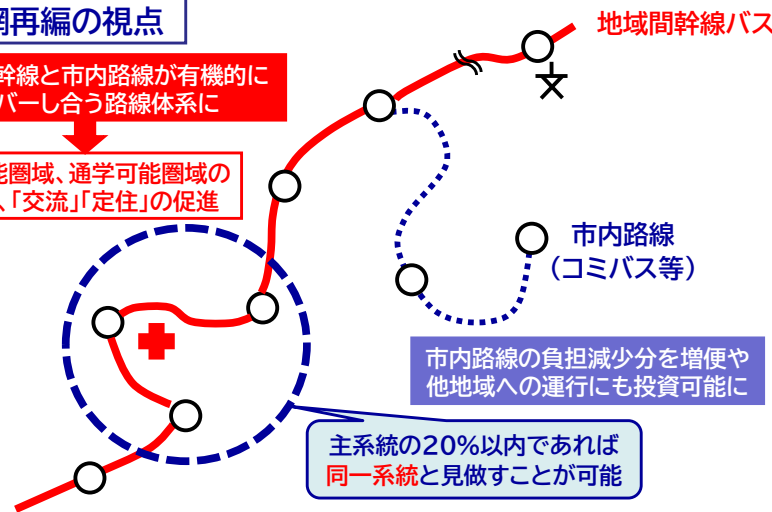 網再編の視点
地域間幹線バス
幹線と市内路線が有機的に
バーし合う路線体系に
能圏域、通学可能圏域の
、「交流」「定住」の促進
文
市内路線
（コミバス等）
市内路線の負担減少分を増便や
他地域への運行にも投資可能に
主系統の20%以内であれば
同一系統と見做すことが可能